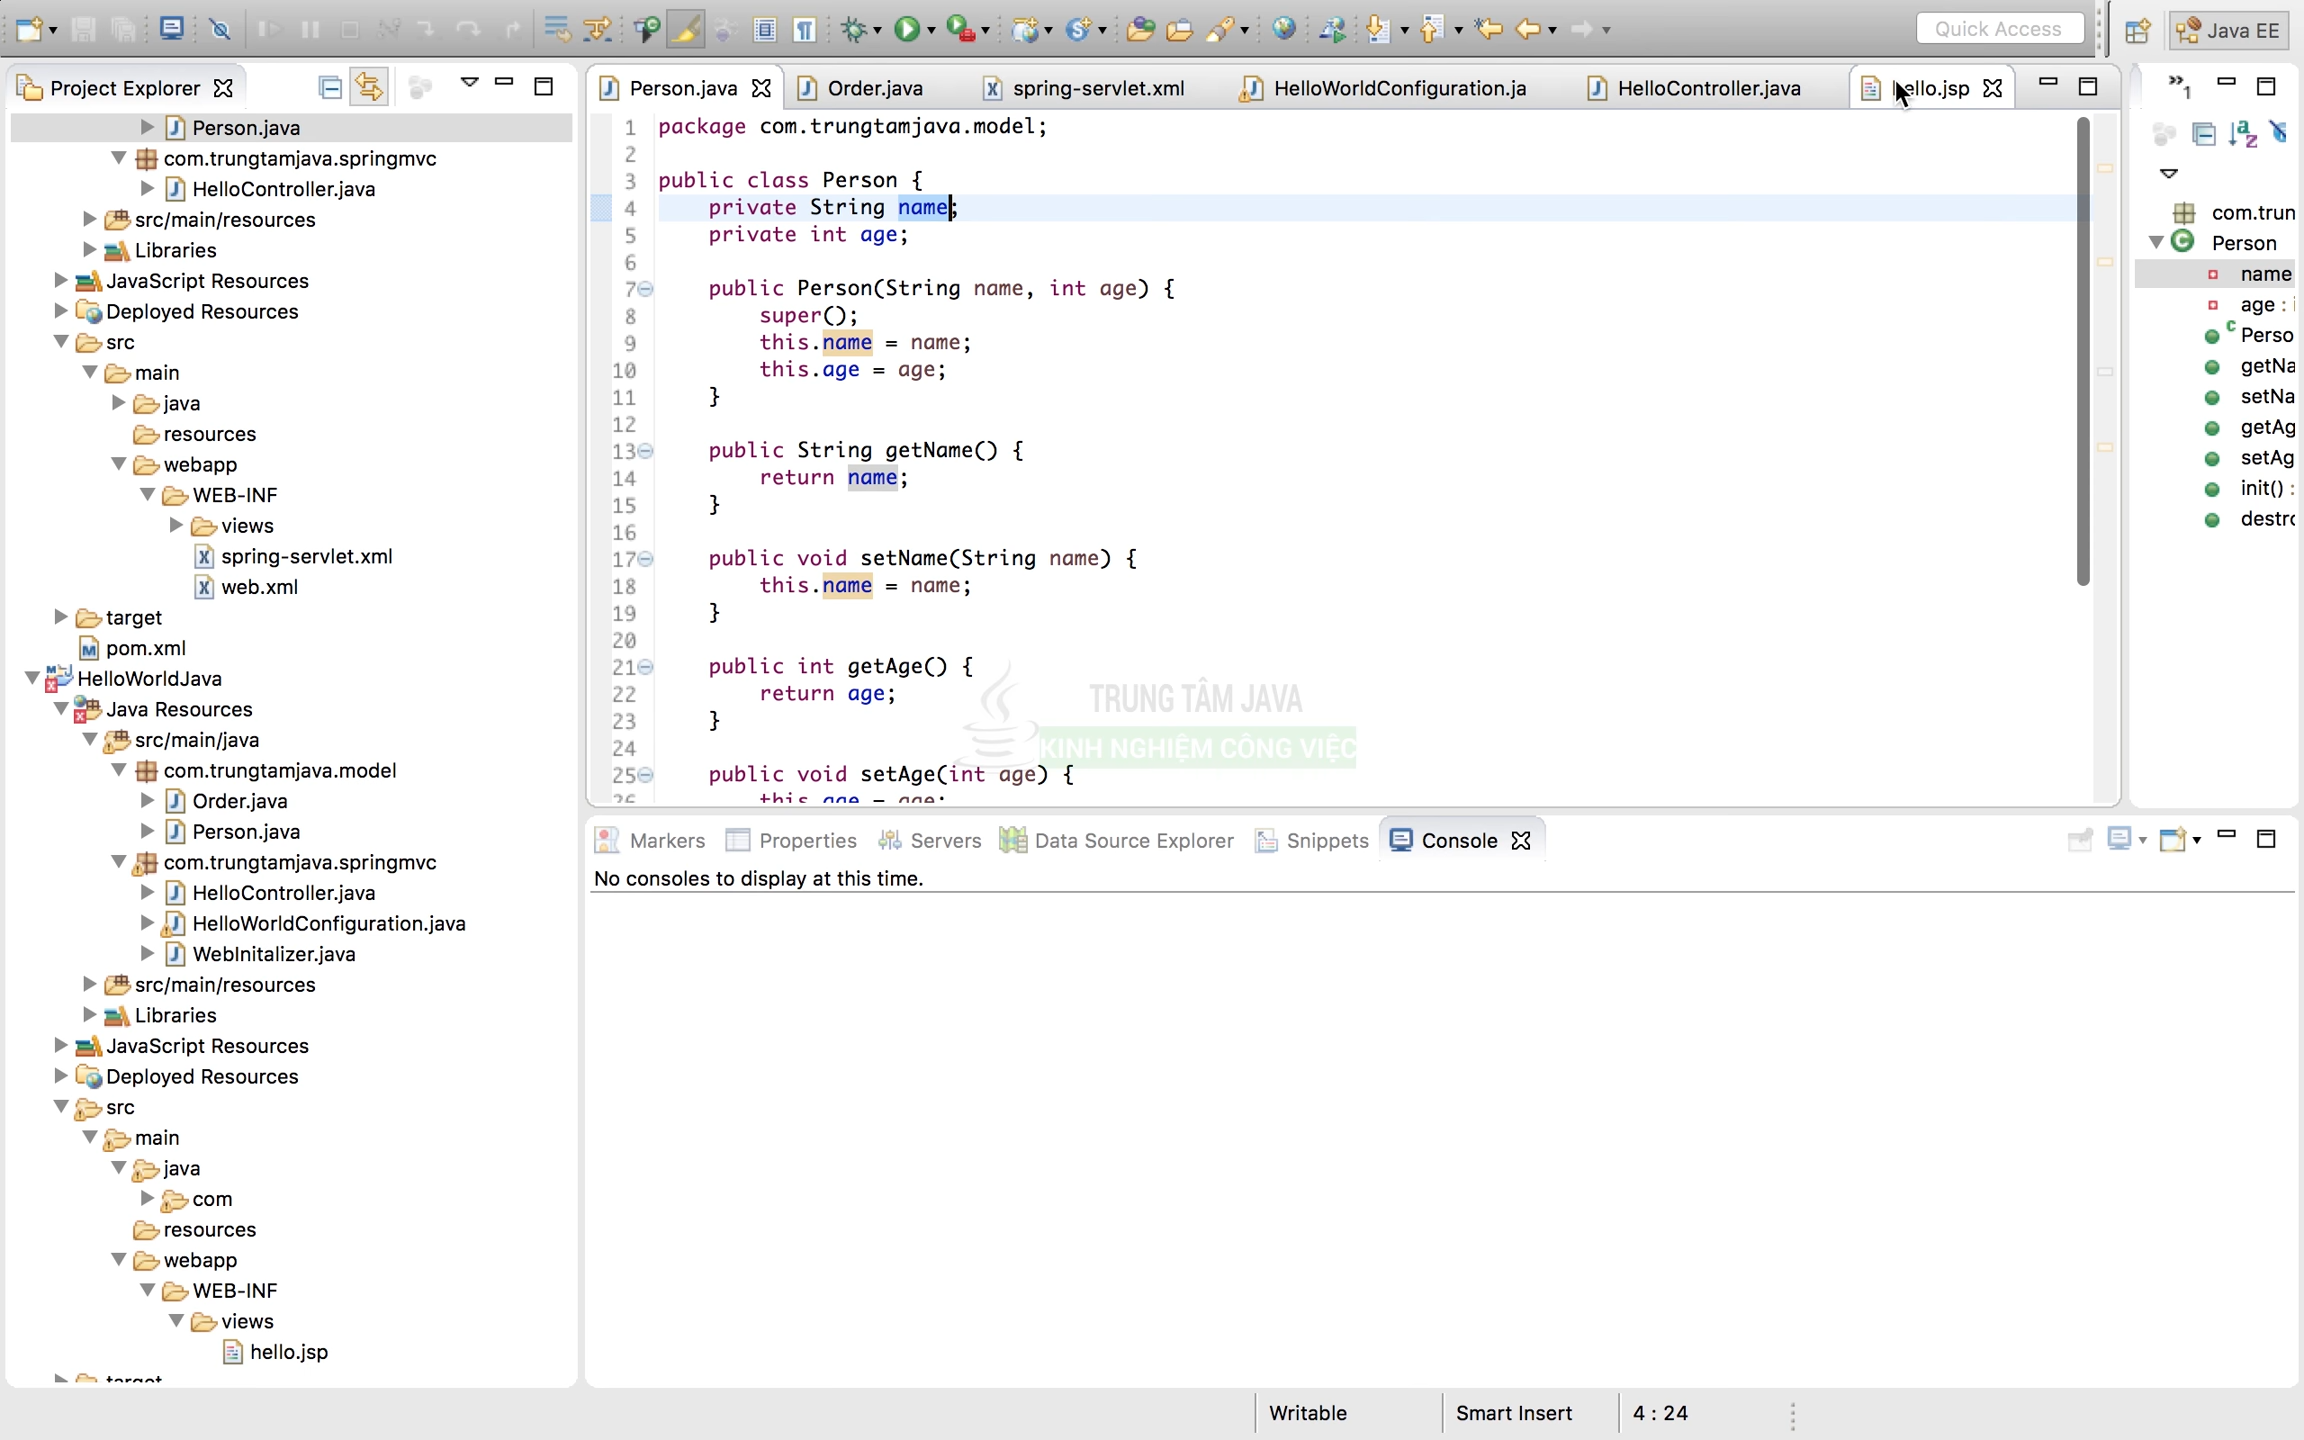 Quick Access
Java EE
Project Explorer
Person.java
com.trungtamjava.springmvc
HelloController.java
src/main/resources
Libraries
JavaScript Resources
Deployed Resources
src
main
java
resources
webapp
WEB-INF
views
spring-servlet.xml
web.xml
target
pom.xml
HelloWorldJava
Java Resources
src/main/java
com.trungtamjava.model
Order.java
Person.java
com.trungtamjava.springmvc
HelloController.java
HelloWorldConfiguration.java
WebInitalizer.java
src/main/resources
Libraries
JavaScript Resources
Deployed Resources
src
main
java
com
resources
webapp
WEB-INF
views
hello.jsp
target
Person.java
Order.java
spring-servlet.xml
HelloWorldConfiguration.ja
HelloController.java
hello.jsp
1 package com.trungtamjava.model;
2
3 public class Person {
4 private String name;
5 private int age;
6
7 public Person(String name, int age) {
8 super();
9 this.name = name;
10 this.age = age;
11 }
12
13 public String getName() {
14 return name;
15 }
16
17 public void setName(String name) {
18 this.name = name;
19 }
20
21 public int getAge() {
22 return age;
23 }
24
25 public void setAge(int age) {
26 this.age = age;
TRUNG TÂM JAVA
KINH NGHIỆM CÔNG VIỆC
1
com.trun
Person
name
age : i
C Perso
getNa
setNa
getAg
setAg
init() :
destro
Markers
Properties
Servers
Data Source Explorer
Snippets
Console
No consoles to display at this time.
Writable
Smart Insert
4 : 24